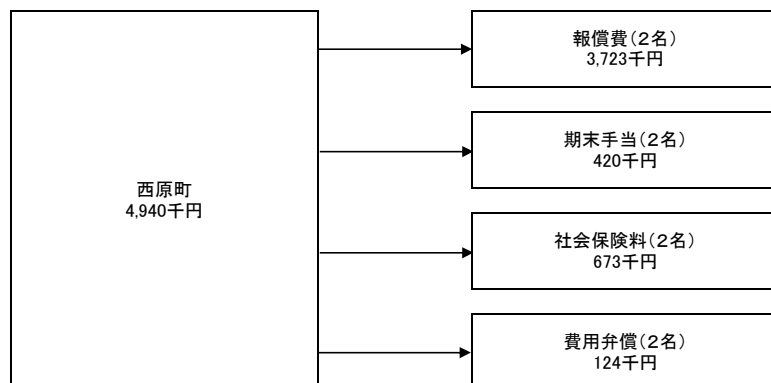 西原町
4,940千円
報償費(2名)
3,723千円
期末手当(2名)
420千円
社会保険料(2名)
673千円
費用弁償(2名)
124千円